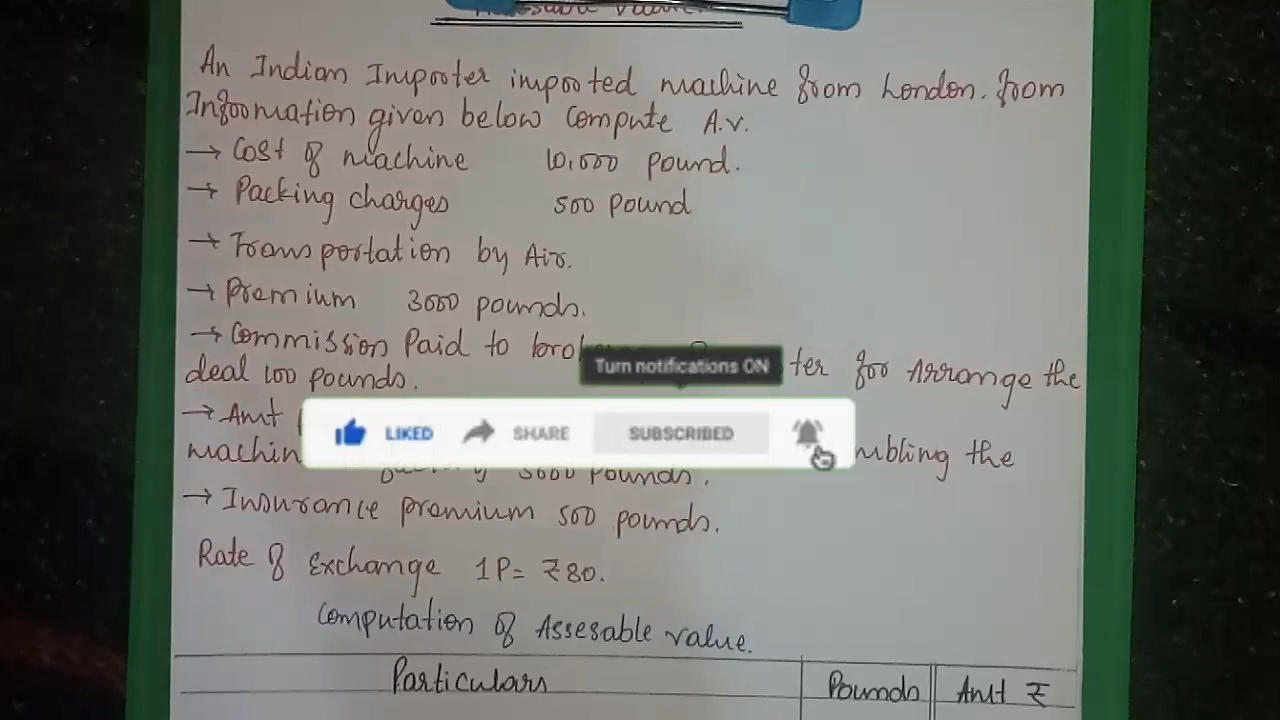 An Indian Importer imported machine from London. from
Information given below compute A.V.
→ Cost of machine 10,000 pound.
→ Packing charges 500 Pound
→ Transportation by Air.
→ Premium 3000 pounds.
→ Commission Paid to ter for Arrange the
deal 100 pounds.
Turn notifications ON
→ Amt
LIKED SHARE SUBSCRIBED
machin the
pounds.
→ Insurance premium 500 pounds.
Rate of Exchange 1P= ₹80.
Computation of Assesable value.
Particulars Pounds Amt ₹